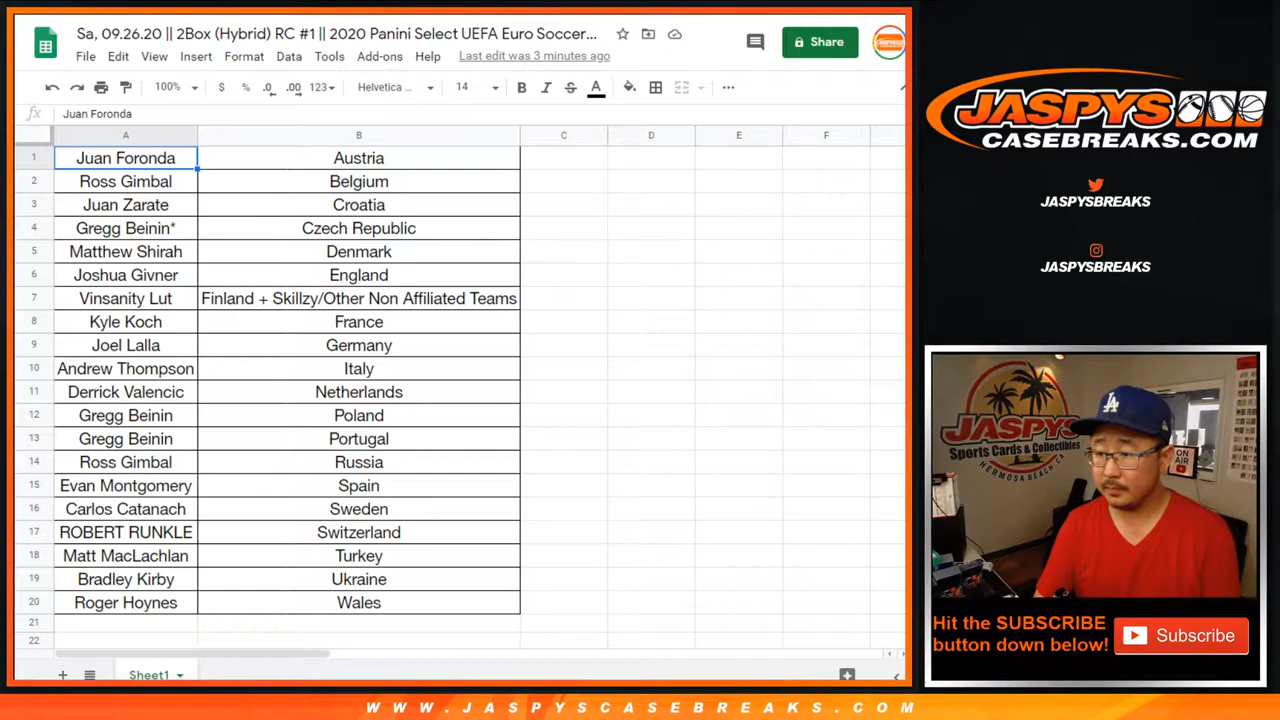 Sa, 09.26.20 || 2Box (Hybrid) RC #1 || 2020 Panini Select UEFA Euro Soccer...
File Edit View Insert Format Data Tools Add-ons Help Last edit was 3 minutes ago
Share
100% $ % .0 .00 123 Helvetica ... 14 B I S A
fx Juan Foronda
A B C D E F
1 Juan Foronda Austria
2 Ross Gimbal Belgium
3 Juan Zarate Croatia
4 Gregg Beinin* Czech Republic
5 Matthew Shirah Denmark
6 Joshua Givner England
7 Vinsanity Lut Finland + Skillzy/Other Non Affiliated Teams
8 Kyle Koch France
9 Joel Lalla Germany
10 Andrew Thompson Italy
11 Derrick Valencic Netherlands
12 Gregg Beinin Poland
13 Gregg Beinin Portugal
14 Ross Gimbal Russia
15 Evan Montgomery Spain
16 Carlos Catanach Sweden
17 ROBERT RUNKLE Switzerland
18 Matt MacLachlan Turkey
19 Bradley Kirby Ukraine
20 Roger Hoynes Wales
21
22
Sheet1
JASPYS
CASEBREAKS.COM
JASPYSBREAKS
JASPYSBREAKS
JASPYS
Sports Cards & Collectibles
HERMOSA BEACH, CA
LA
ON
AIR
Hit the SUBSCRIBE
button down below!
Subscribe
WWW.JASPYSCASEBREAKS.COM